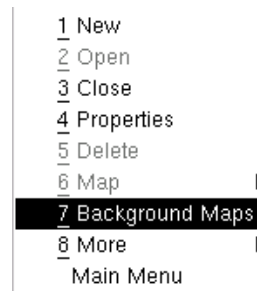 1 New
2 Open
3 Close
4 Properties
5 Delete
6 Map
7 Background Maps
8 More
Main Menu